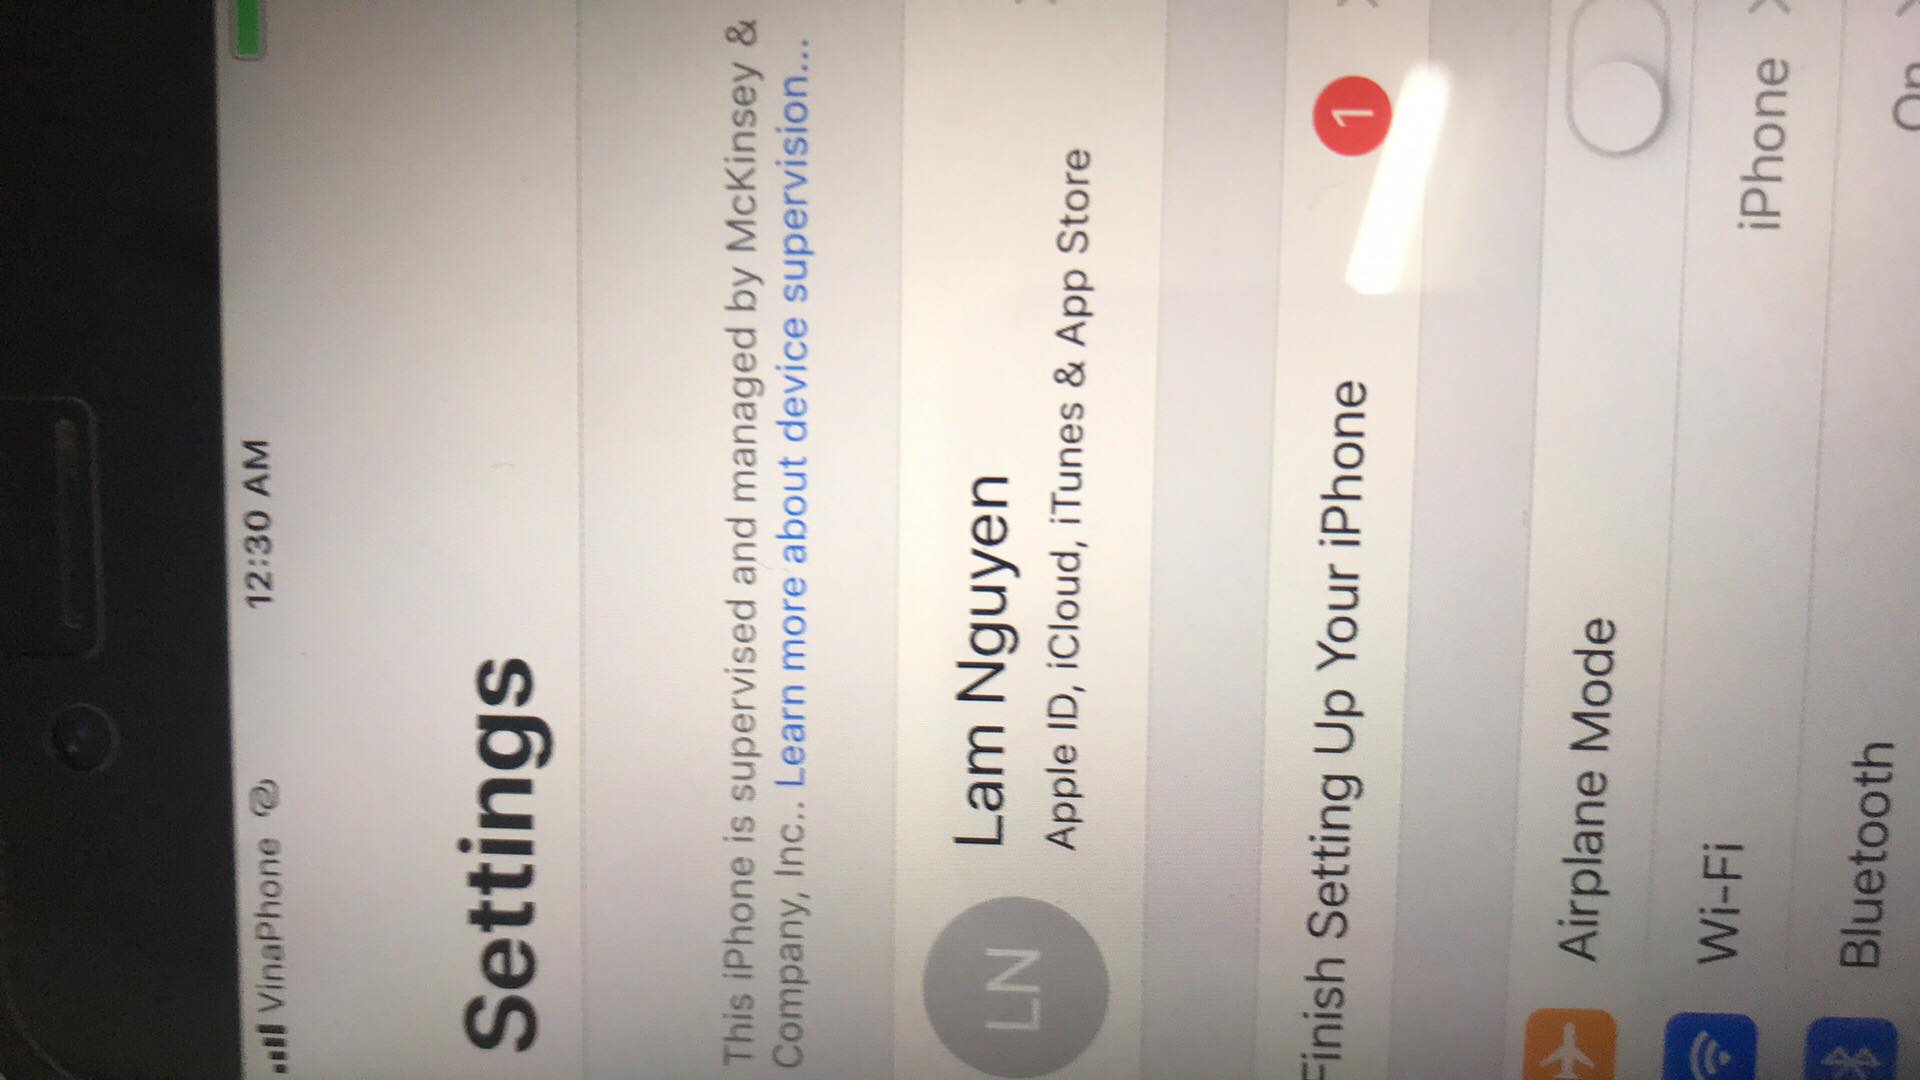 VinaPhone
12:30 AM
Settings
This iPhone is supervised and managed by McKinsey &
Company, Inc.. Learn more about device supervision...
LN
Lam Nguyen
Apple ID, iCloud, iTunes & App Store
Finish Setting Up Your iPhone
1
Airplane Mode
Wi-Fi
iPhone
Bluetooth
On